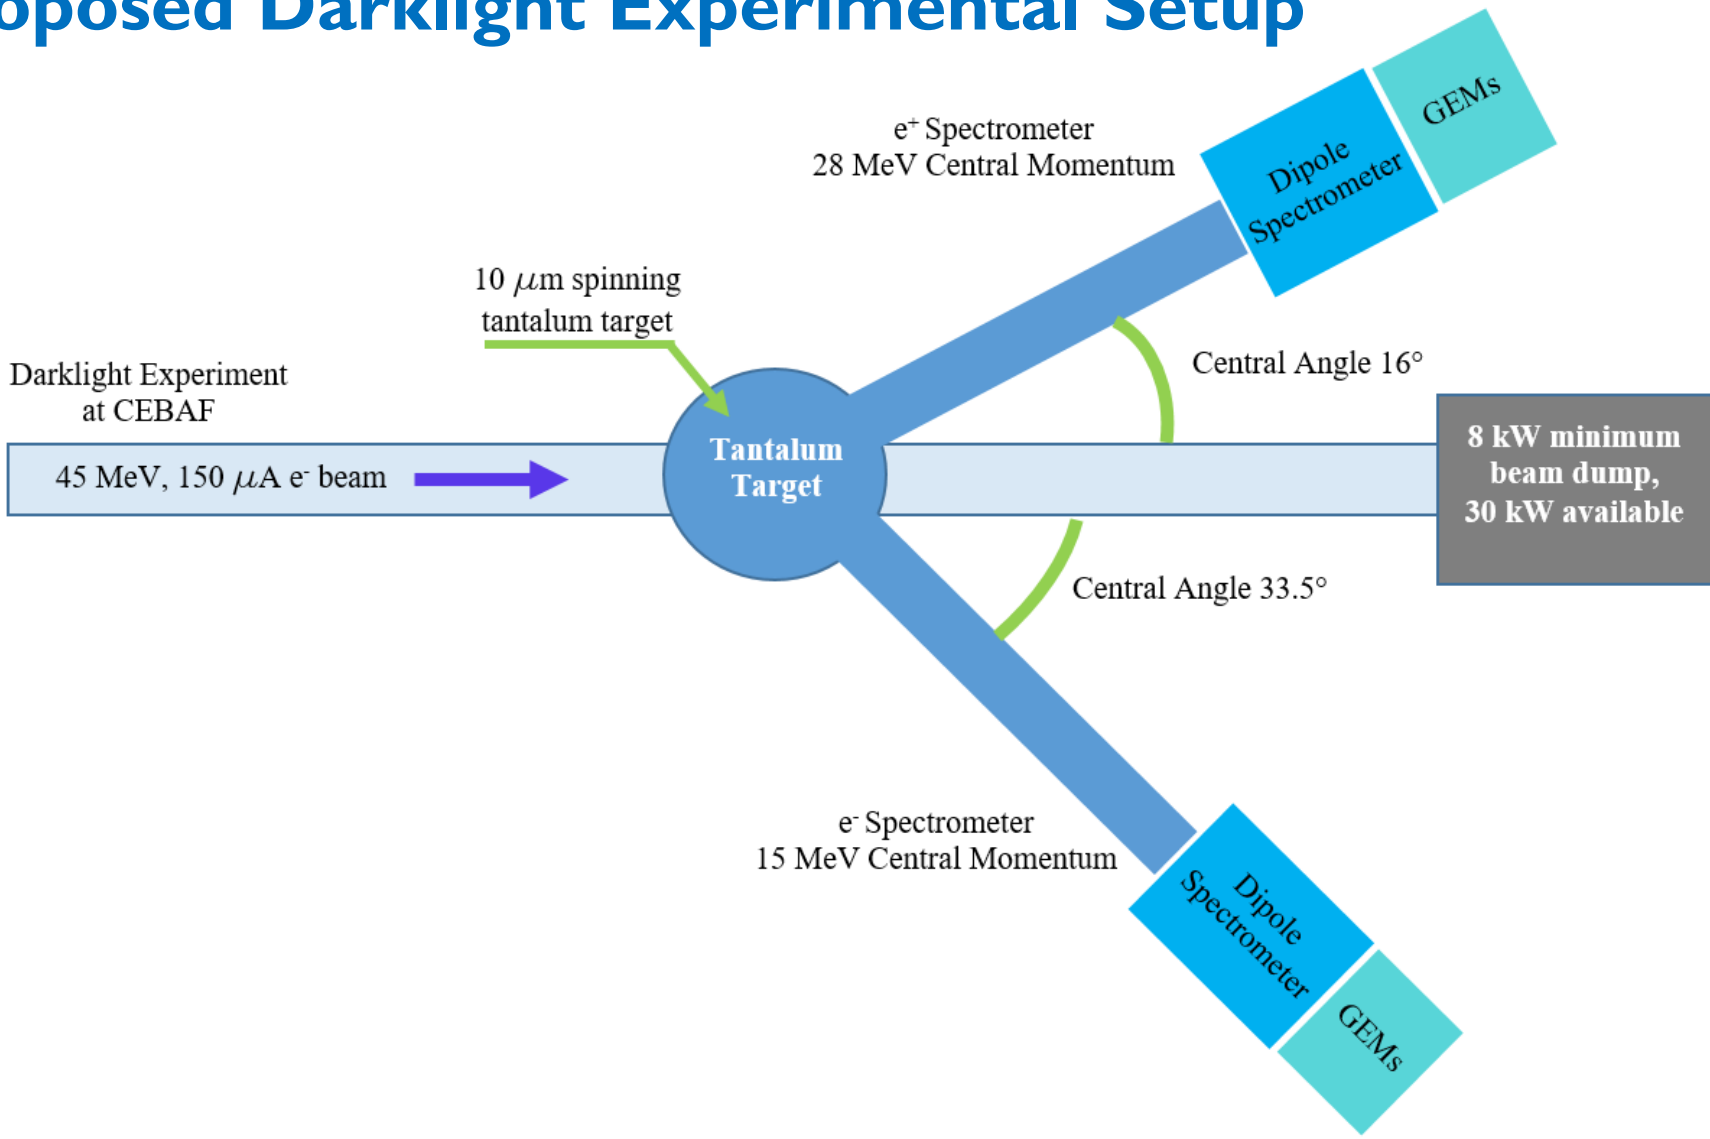 oposed Darklight Experimental Setup
GEMs
e⁺ Spectrometer
28 MeV Central Momentum
Dipole
Spectrometer
10 μm spinning
tantalum target
Central Angle 16°
Darklight Experiment
at CEBAF
45 MeV, 150 μA e⁻ beam
Tantalum
Target
8 kW minimum
beam dump,
30 kW available
Central Angle 33.5°
e⁻ Spectrometer
15 MeV Central Momentum
Dipole
Spectrometer
GEMs